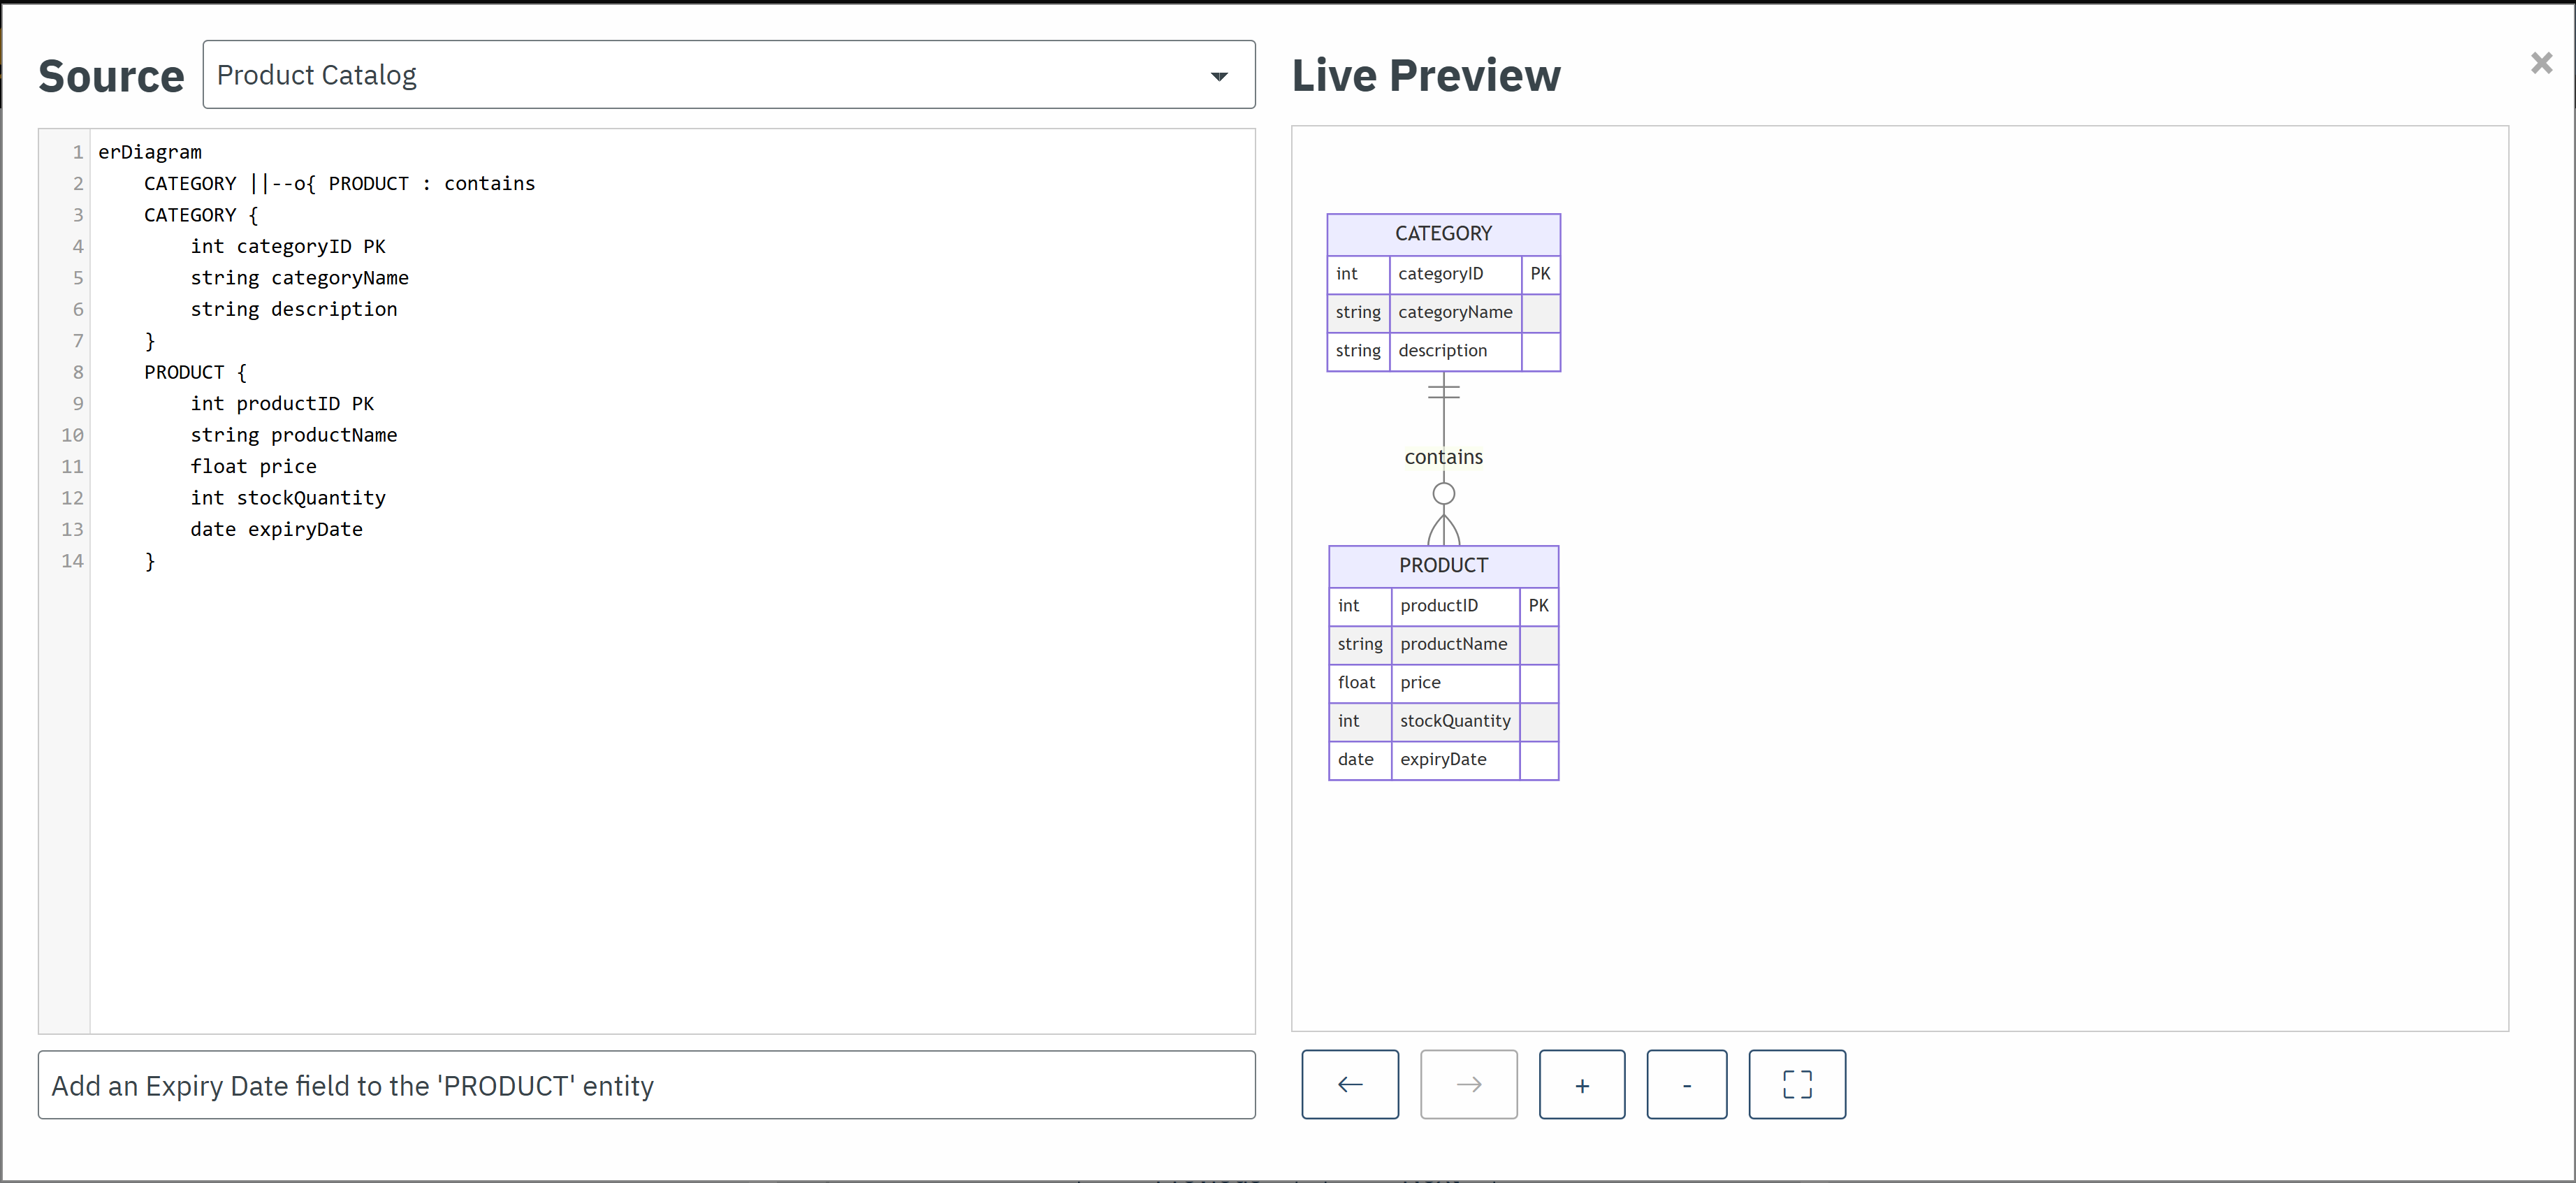 Source
Product Catalog
1 erDiagram
2     CATEGORY ||--o{ PRODUCT : contains
3     CATEGORY {
4         int categoryID PK
5         string categoryName
6         string description
7     }
8     PRODUCT {
9         int productID PK
10         string productName
11         float price
12         int stockQuantity
13         date expiryDate
14     }
Add an Expiry Date field to the 'PRODUCT' entity
Live Preview
×
CATEGORY
int categoryID PK
string categoryName
string description
contains
PRODUCT
int productID PK
string productName
float price
int stockQuantity
date expiryDate
← → + -